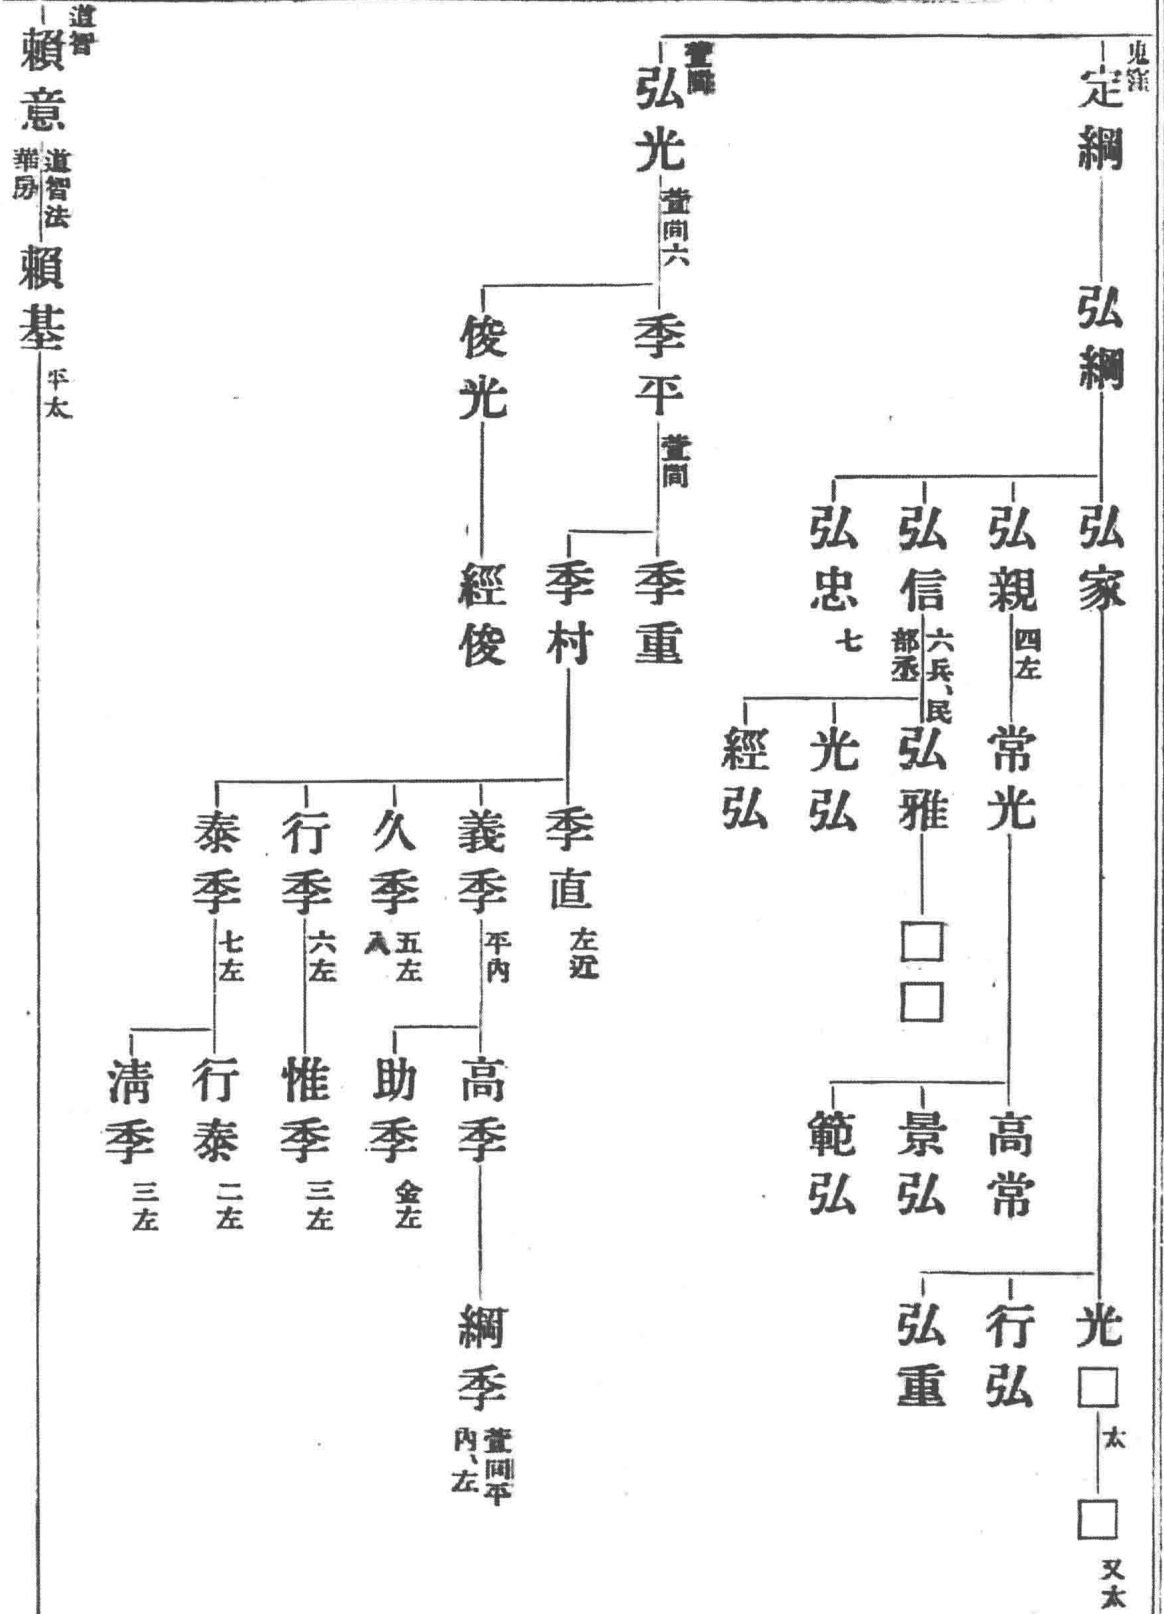 鬼窪
定綱
弘綱
弘家
光□
太
□
又太
行弘
弘重
弘親
四左
常光
高常
景弘
範弘
弘信
六兵、民
部丞
弘雅
□□
光弘
經弘
弘忠
七
萱間
弘光
萱間六
季平
萱間
季重
季村
季直
左近
義季
平內
高季
綱季
萱間平
內、左
助季
金左
久季
五左
入
行季
六左
惟季
三左
泰季
七左
行泰
二左
淸季
三左
俊光
經俊
道智
賴意
道智法
華房
賴基
平太